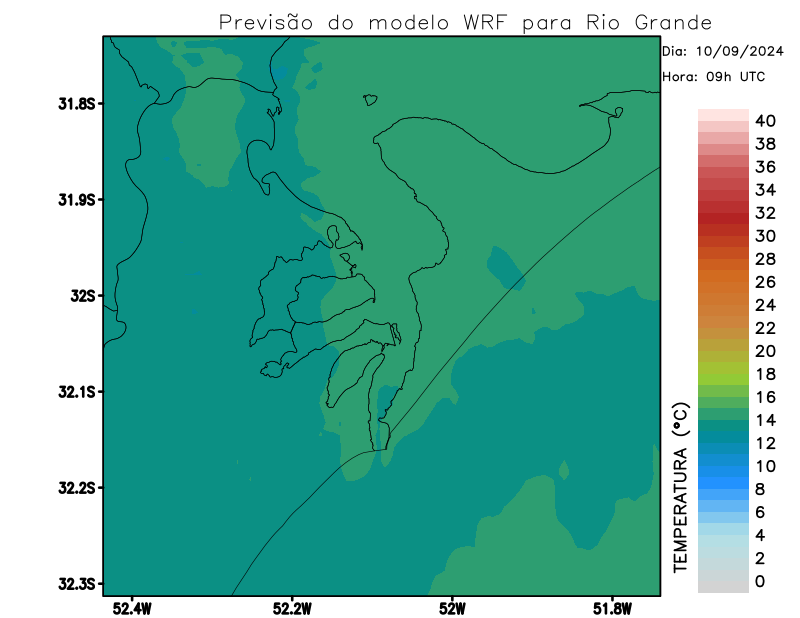 Previsão do modelo WRF para Rio Grande
Dia: 10/09/2024
Hora: 09h UTC
31.8S
31.9S
32S
32.1S
32.2S
32.3S
52.4W
52.2W
52W
51.8W
TEMPERATURA (°C)
40
38
36
34
32
30
28
26
24
22
20
18
16
14
12
10
8
6
4
2
0